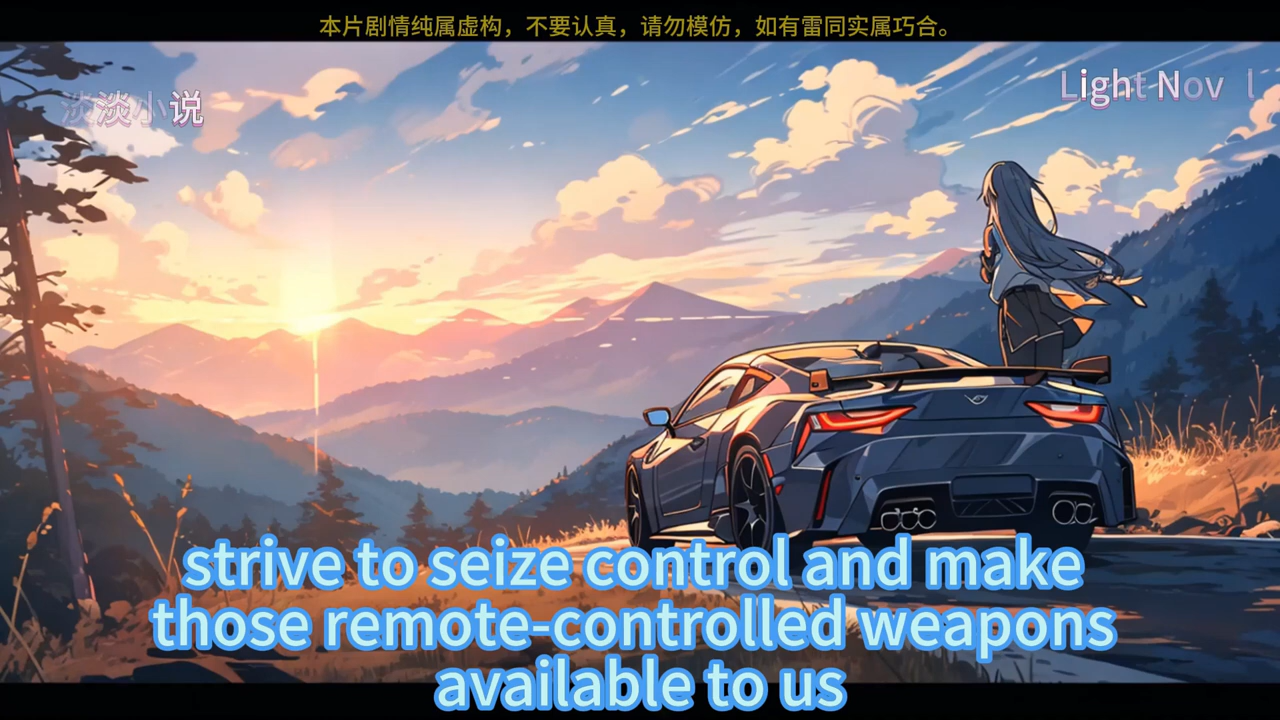 本片剧情纯属虚构，不要认真，请勿模仿，如有雷同实属巧合。
淡淡小说
Light Nov l
strive to seize control and make
those remote-controlled weapons
available to us